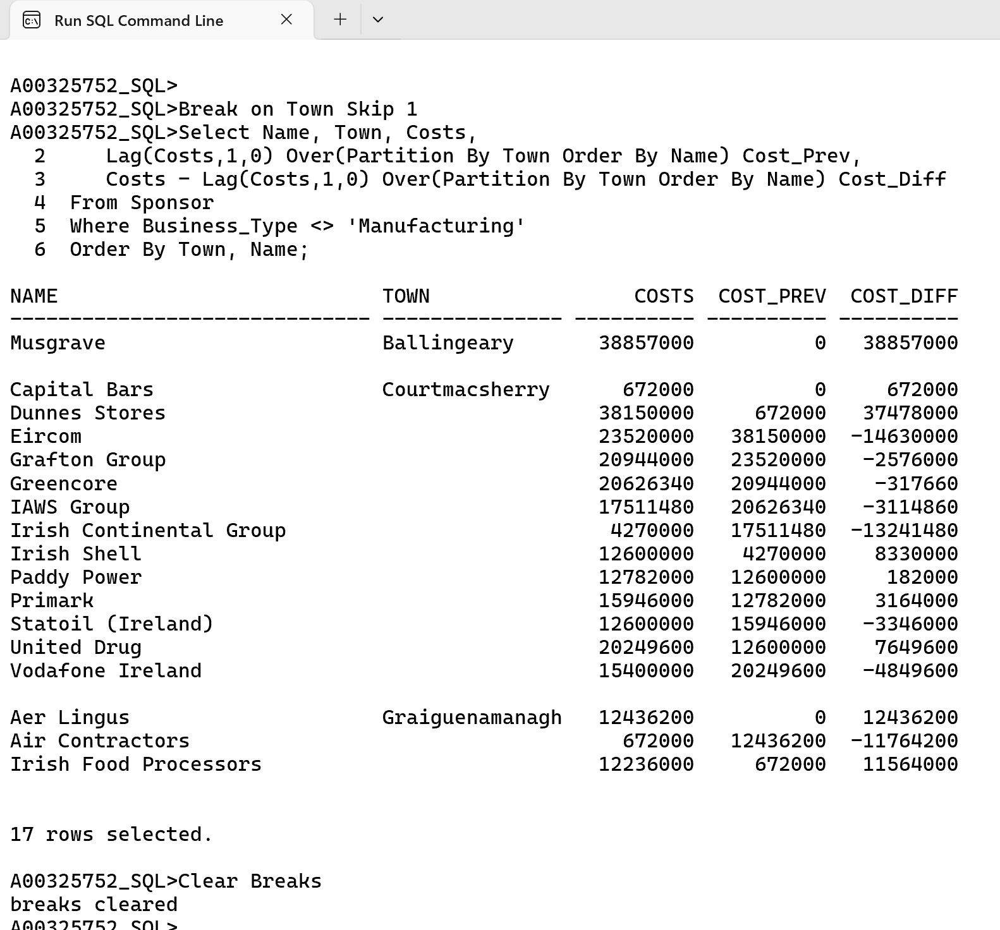 Run SQL Command Line
A00325752_SQL>
A00325752_SQL>Break on Town Skip 1
A00325752_SQL>Select Name, Town, Costs,
  2     Lag(Costs,1,0) Over(Partition By Town Order By Name) Cost_Prev,
  3     Costs - Lag(Costs,1,0) Over(Partition By Town Order By Name) Cost_Diff
  4  From Sponsor
  5  Where Business_Type <> 'Manufacturing'
  6  Order By Town, Name;
NAME                           TOWN                 COSTS  COST_PREV  COST_DIFF
------------------------------ --------------- ---------- ---------- ----------
Musgrave                       Ballingeary       38857000          0   38857000
Capital Bars                   Courtmacsherry      672000          0     672000
Dunnes Stores                                    38150000     672000   37478000
Eircom                                           23520000   38150000  -14630000
Grafton Group                                    20944000   23520000   -2576000
Greencore                                        20626340   20944000    -317660
IAWS Group                                       17511480   20626340   -3114860
Irish Continental Group                           4270000   17511480  -13241480
Irish Shell                                      12600000    4270000    8330000
Paddy Power                                      12782000   12600000     182000
Primark                                          15946000   12782000    3164000
Statoil (Ireland)                                12600000   15946000   -3346000
United Drug                                      20249600   12600000    7649600
Vodafone Ireland                                 15400000   20249600   -4849600
Aer Lingus                     Graiguenamanagh   12436200          0   12436200
Air Contractors                                    672000   12436200  -11764200
Irish Food Processors                            12236000     672000   11564000
17 rows selected.
A00325752_SQL>Clear Breaks
breaks cleared
A00325752_SQL>